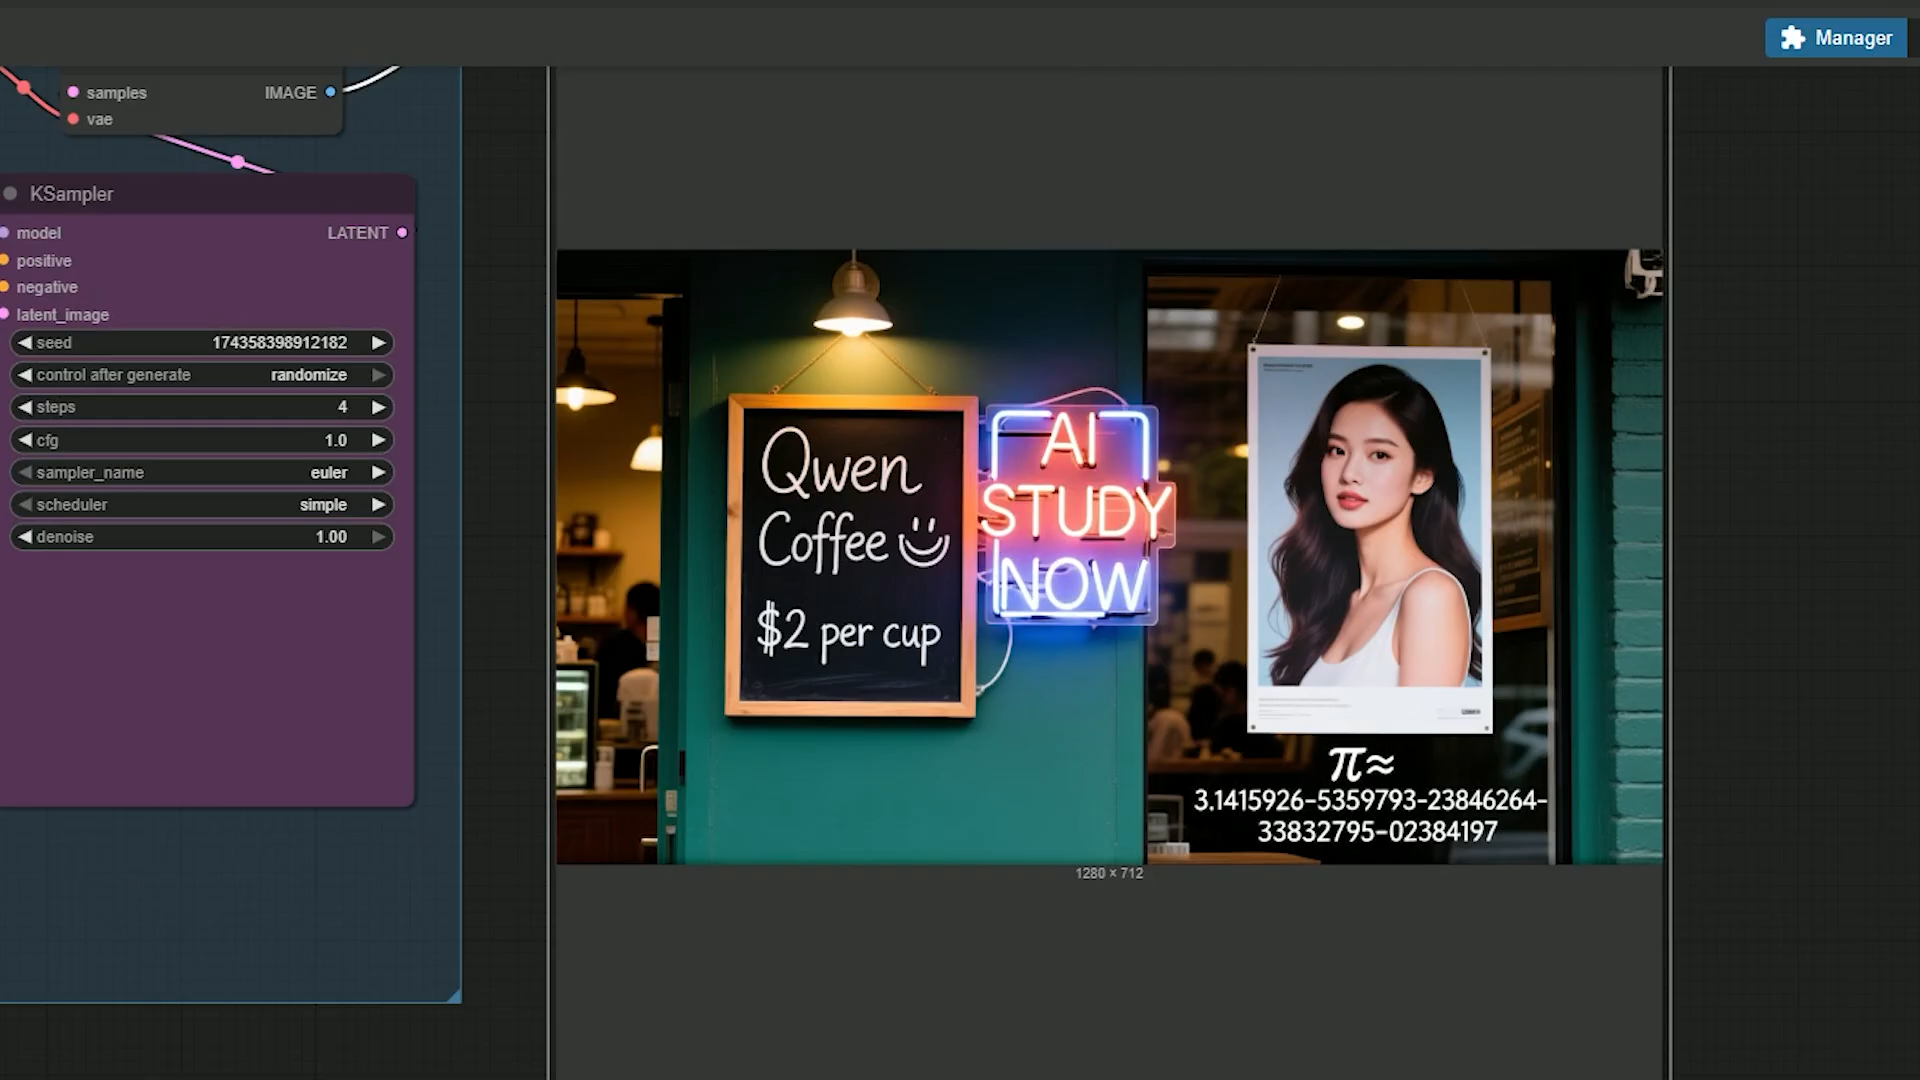 Manager
samples IMAGE
vae
KSampler
model LATENT
positive
negative
latent_image
seed 174358398912182
control after generate randomize
steps 4
cfg 1.0
sampler_name euler
scheduler simple
denoise 1.00
Qwen
Coffee
$2 per cup
AI
STUDY
NOW
π≈
3.1415926-5359793-23846264-
33832795-02384197
1280 × 712